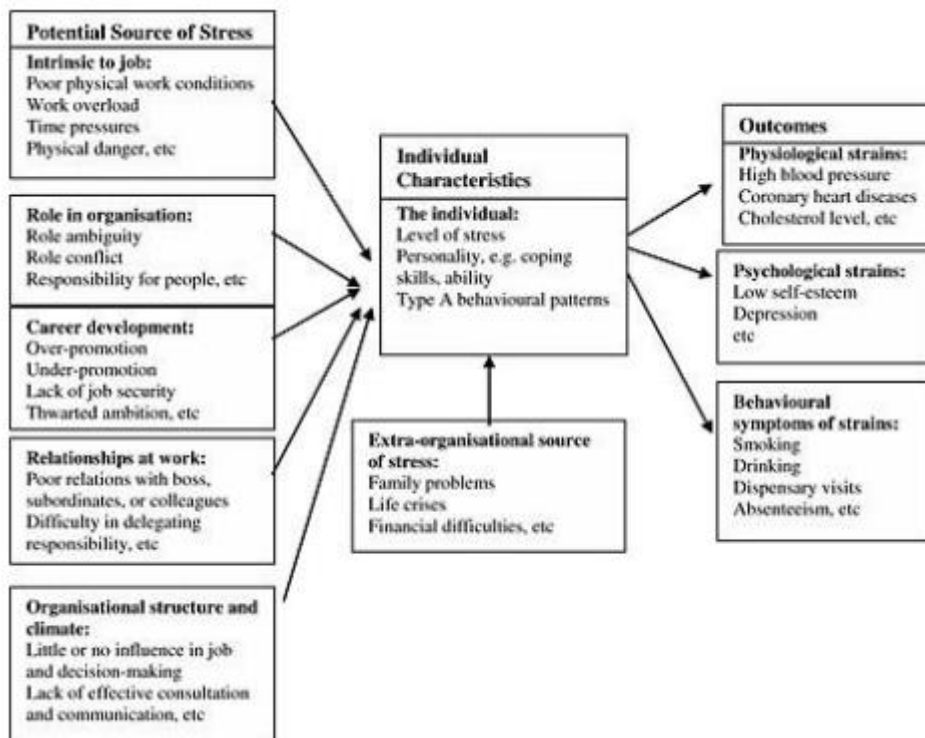 Potential Source of Stress
Intrinsic to job:
Poor physical work conditions
Work overload
Time pressures
Physical danger, etc
Role in organisation:
Role ambiguity
Role conflict
Responsibility for people, etc
Career development:
Over-promotion
Under-promotion
Lack of job security
Thwarted ambition, etc
Relationships at work:
Poor relations with boss,
subordinates, or colleagues
Difficulty in delegating
responsibility, etc
Organisational structure and
climate:
Little or no influence in job
and decision-making
Lack of effective consultation
and communication, etc
Individual
Characteristics
The individual:
Level of stress
Personality, e.g. coping
skills, ability
Type A behavioural patterns
Extra-organisational source
of stress:
Family problems
Life crises
Financial difficulties, etc
Outcomes
Physiological strains:
High blood pressure
Coronary heart diseases
Cholesterol level, etc
Psychological strains:
Low self-esteem
Depression
etc
Behavioural
symptoms of strains:
Smoking
Drinking
Dispensary visits
Absenteeism, etc